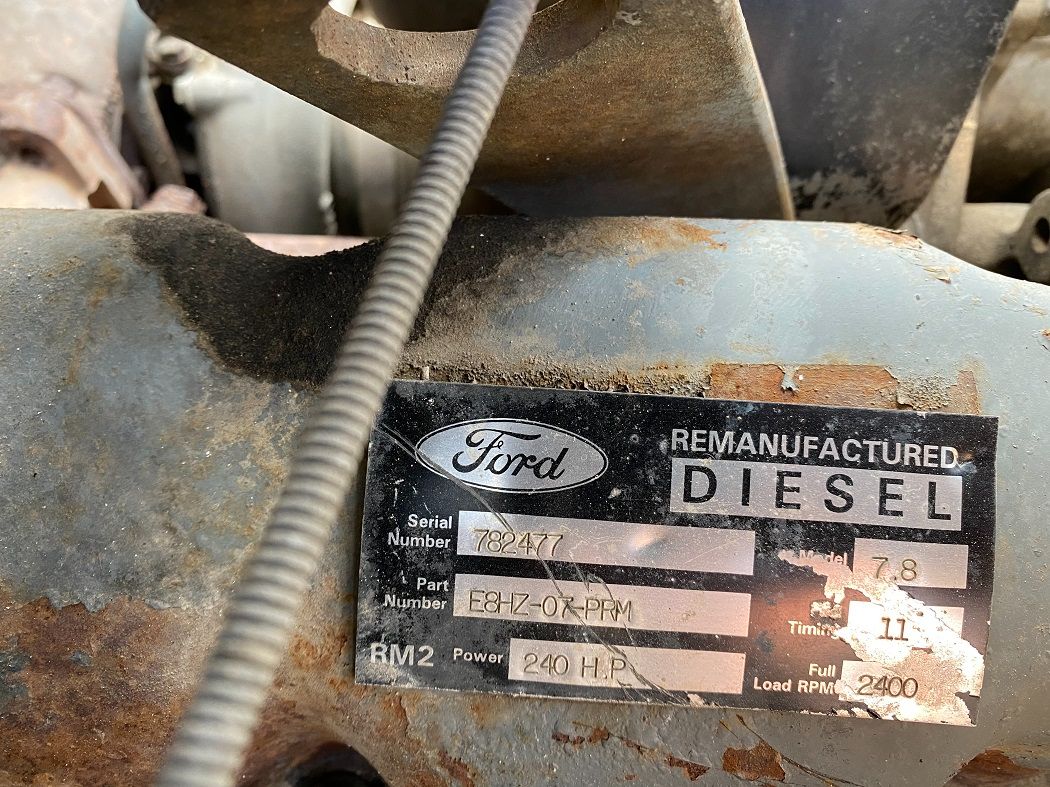 Ford
REMANUFACTURED
DIESEL
Serial Number 782477
Model 7.8
Part Number E8HZ-07-PRM
Timing 11
RM2 Power 240 H.P
Full Load RPM 2400